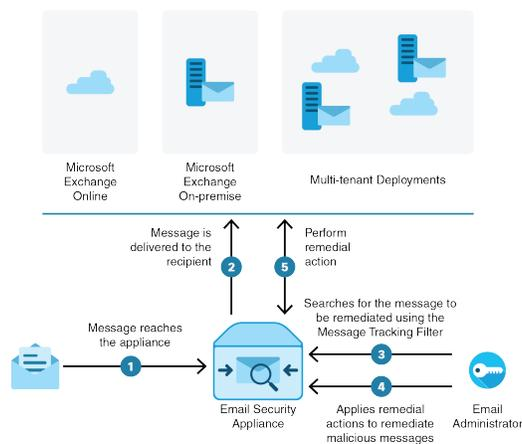 Microsoft
Exchange
Online
Microsoft
Exchange
On-premise
Multi-tenant Deployments
Message is
delivered to the
recipient
2
5
Perform
remedial
action
Message reaches
the appliance
1
Searches for the message to
be remediated using the
Message Tracking Filter
3
4
Email Security
Appliance
Applies remedial
actions to remediate
malicious messages
Email
Administrator